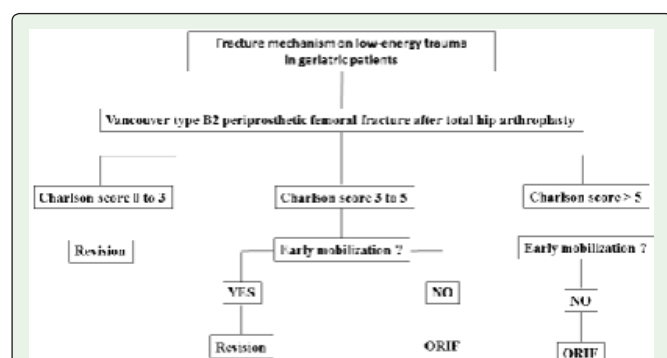 Fracture mechanism on low-energy trauma
in geriatric patients
Vancouver type B2 periprosthetic femoral fracture after total hip arthroplasty
Charlson score 0 to 3
Charlson score 3 to 5
Charlson score > 5
Revision
Early mobilization ?
Early mobilization ?
YES
NO
NO
Revision
ORIF
ORIF